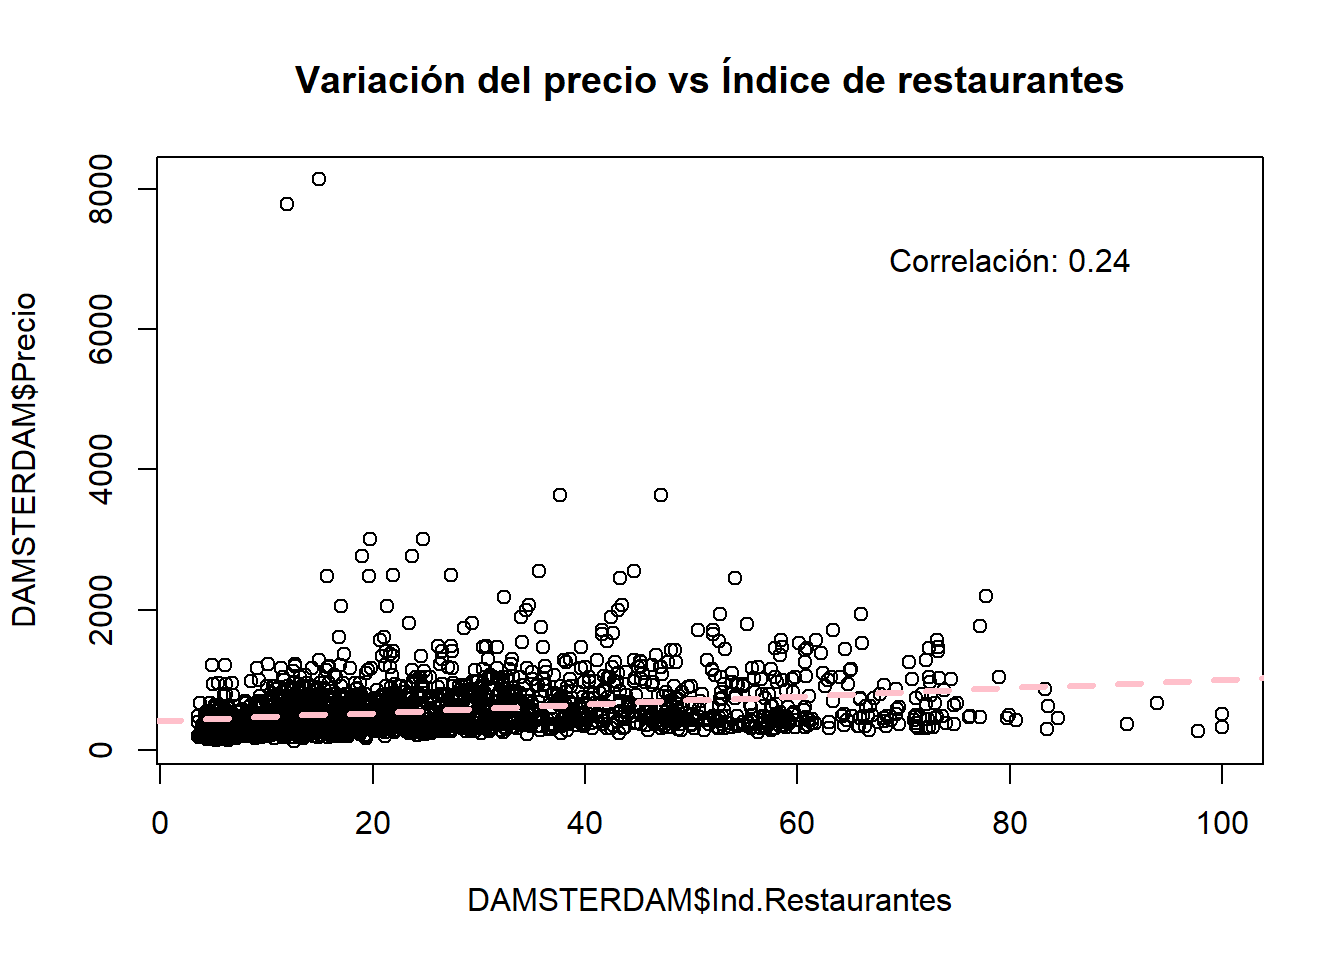 Variación del precio vs Índice de restaurantes
Correlación: 0.24
DAMSTERDAM$Precio
8000
6000
4000
2000
0
0 20 40 60 80 100
DAMSTERDAM$Ind.Restaurantes